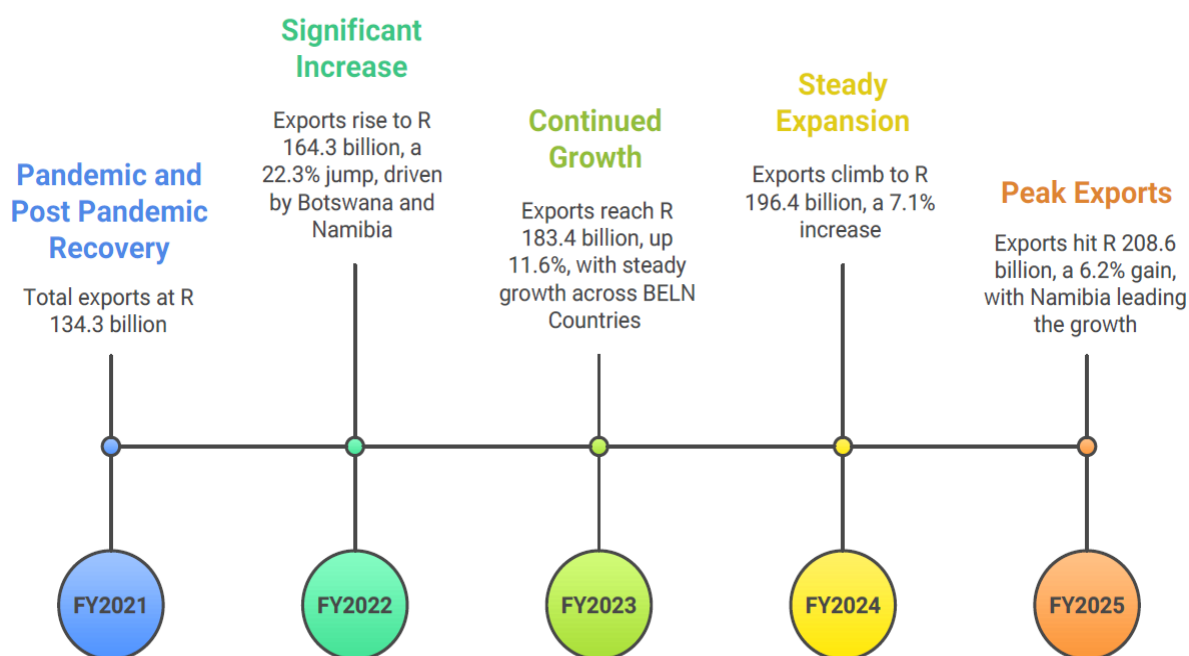 Pandemic and
Post Pandemic
Recovery
Total exports at R
134.3 billion
FY2021
Significant
Increase
Exports rise to R
164.3 billion, a
22.3% jump, driven
by Botswana and
Namibia
FY2022
Continued
Growth
Exports reach R
183.4 billion, up
11.6%, with steady
growth across BELN
Countries
FY2023
Steady
Expansion
Exports climb to R
196.4 billion, a 7.1%
increase
FY2024
Peak Exports
Exports hit R 208.6
billion, a 6.2% gain,
with Namibia leading
the growth
FY2025